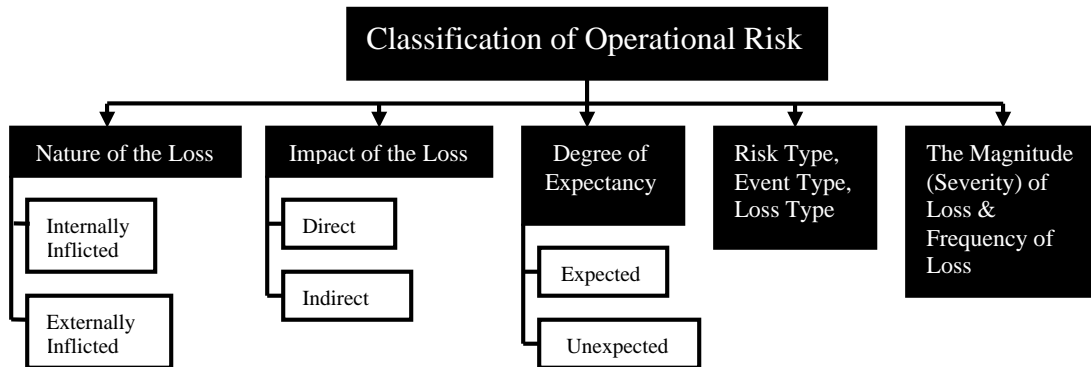 Classification of Operational Risk
Nature of the Loss
Internally
Inflicted
Externally
Inflicted
Impact of the Loss
Direct
Indirect
Degree of
Expectancy
Expected
Unexpected
Risk Type,
Event Type,
Loss Type
The Magnitude
(Severity) of
Loss &
Frequency of
Loss